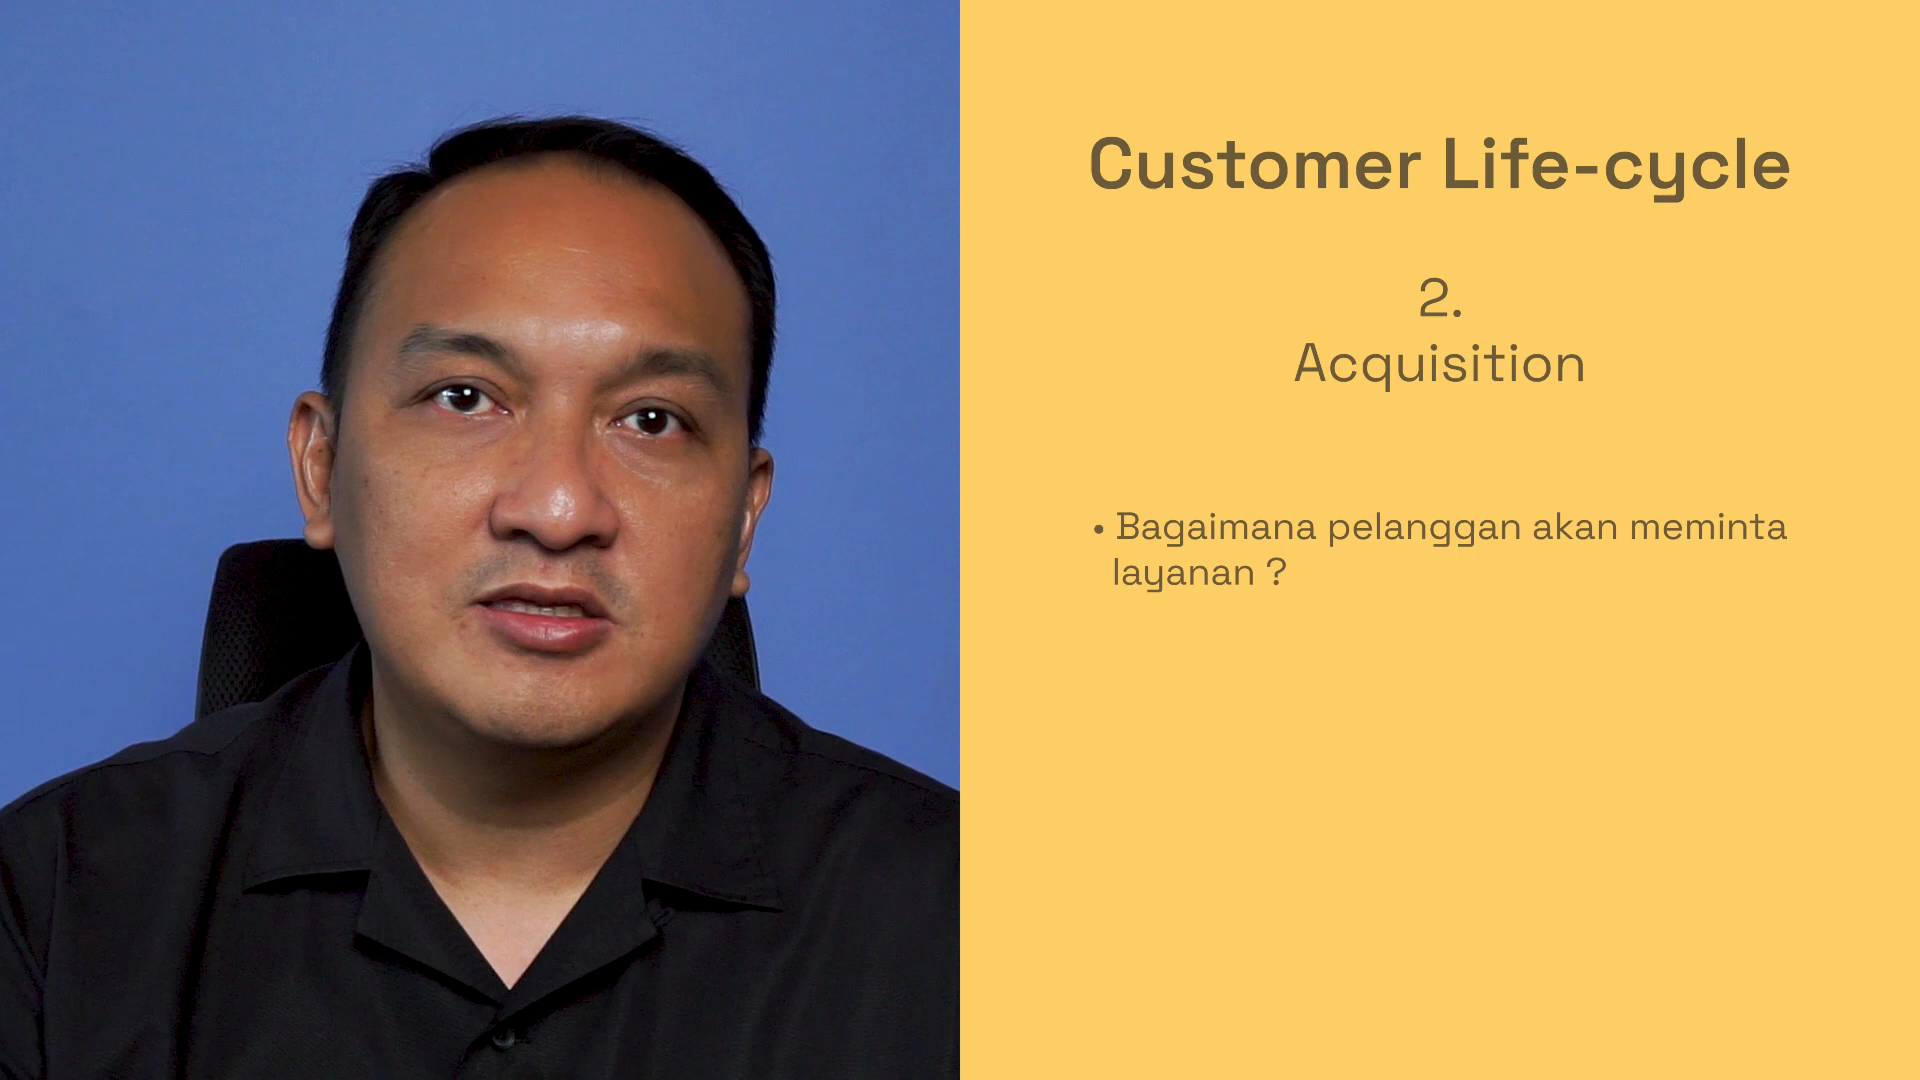 Customer Life-cycle
2.
Acquisition
• Bagaimana pelanggan akan meminta
layanan ?